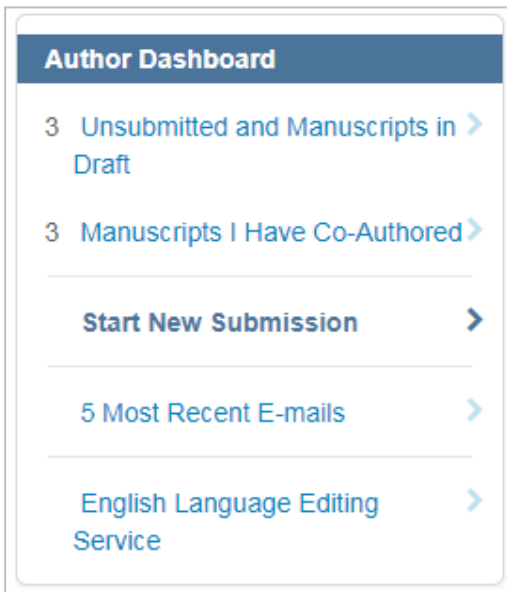 Author Dashboard
3 Unsubmitted and Manuscripts in
Draft
3 Manuscripts I Have Co-Authored
Start New Submission
5 Most Recent E-mails
English Language Editing
Service